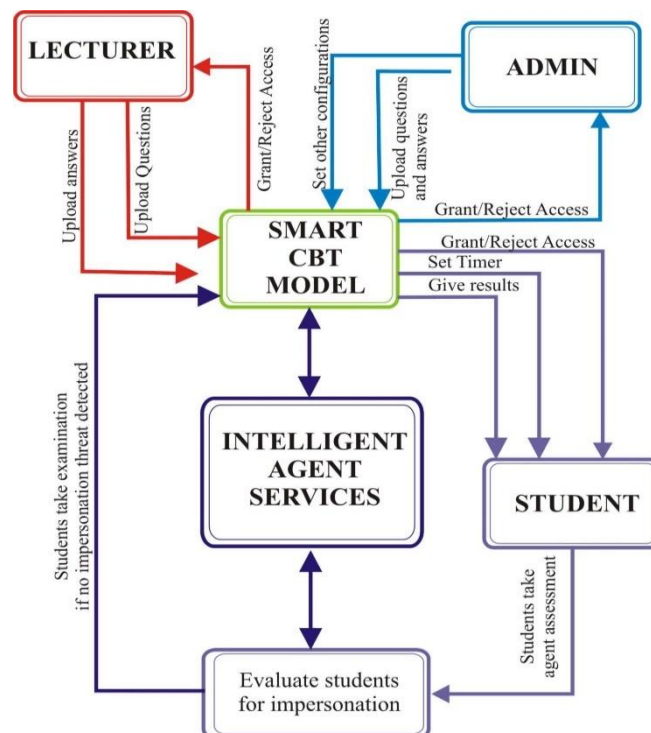 LECTURER
ADMIN
Upload answers
Upload Questions
Grant/Reject Access
Set other configurations
Upload questions
and answers
Grant/Reject Access
SMART
CBT
MODEL
Grant/Reject Access
Set Timer
Give results
INTELLIGENT
AGENT
SERVICES
STUDENT
Students take examination
if no impersonation threat detected
Students take
agent assessment
Evaluate students
for impersonation